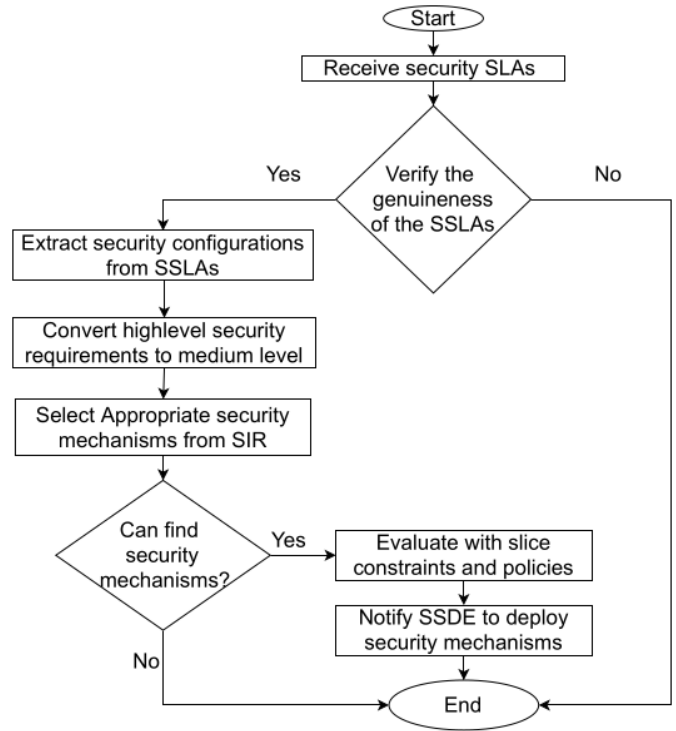 Start
Receive security SLAs
Yes
Verify the
genuineness
of the SSLAs
No
Extract security configurations
from SSLAs
Convert highlevel security
requirements to medium level
Select Appropriate security
mechanisms from SIR
Can find
security
mechanisms?
Yes
Evaluate with slice
constraints and policies
Notify SSDE to deploy
security mechanisms
No
End